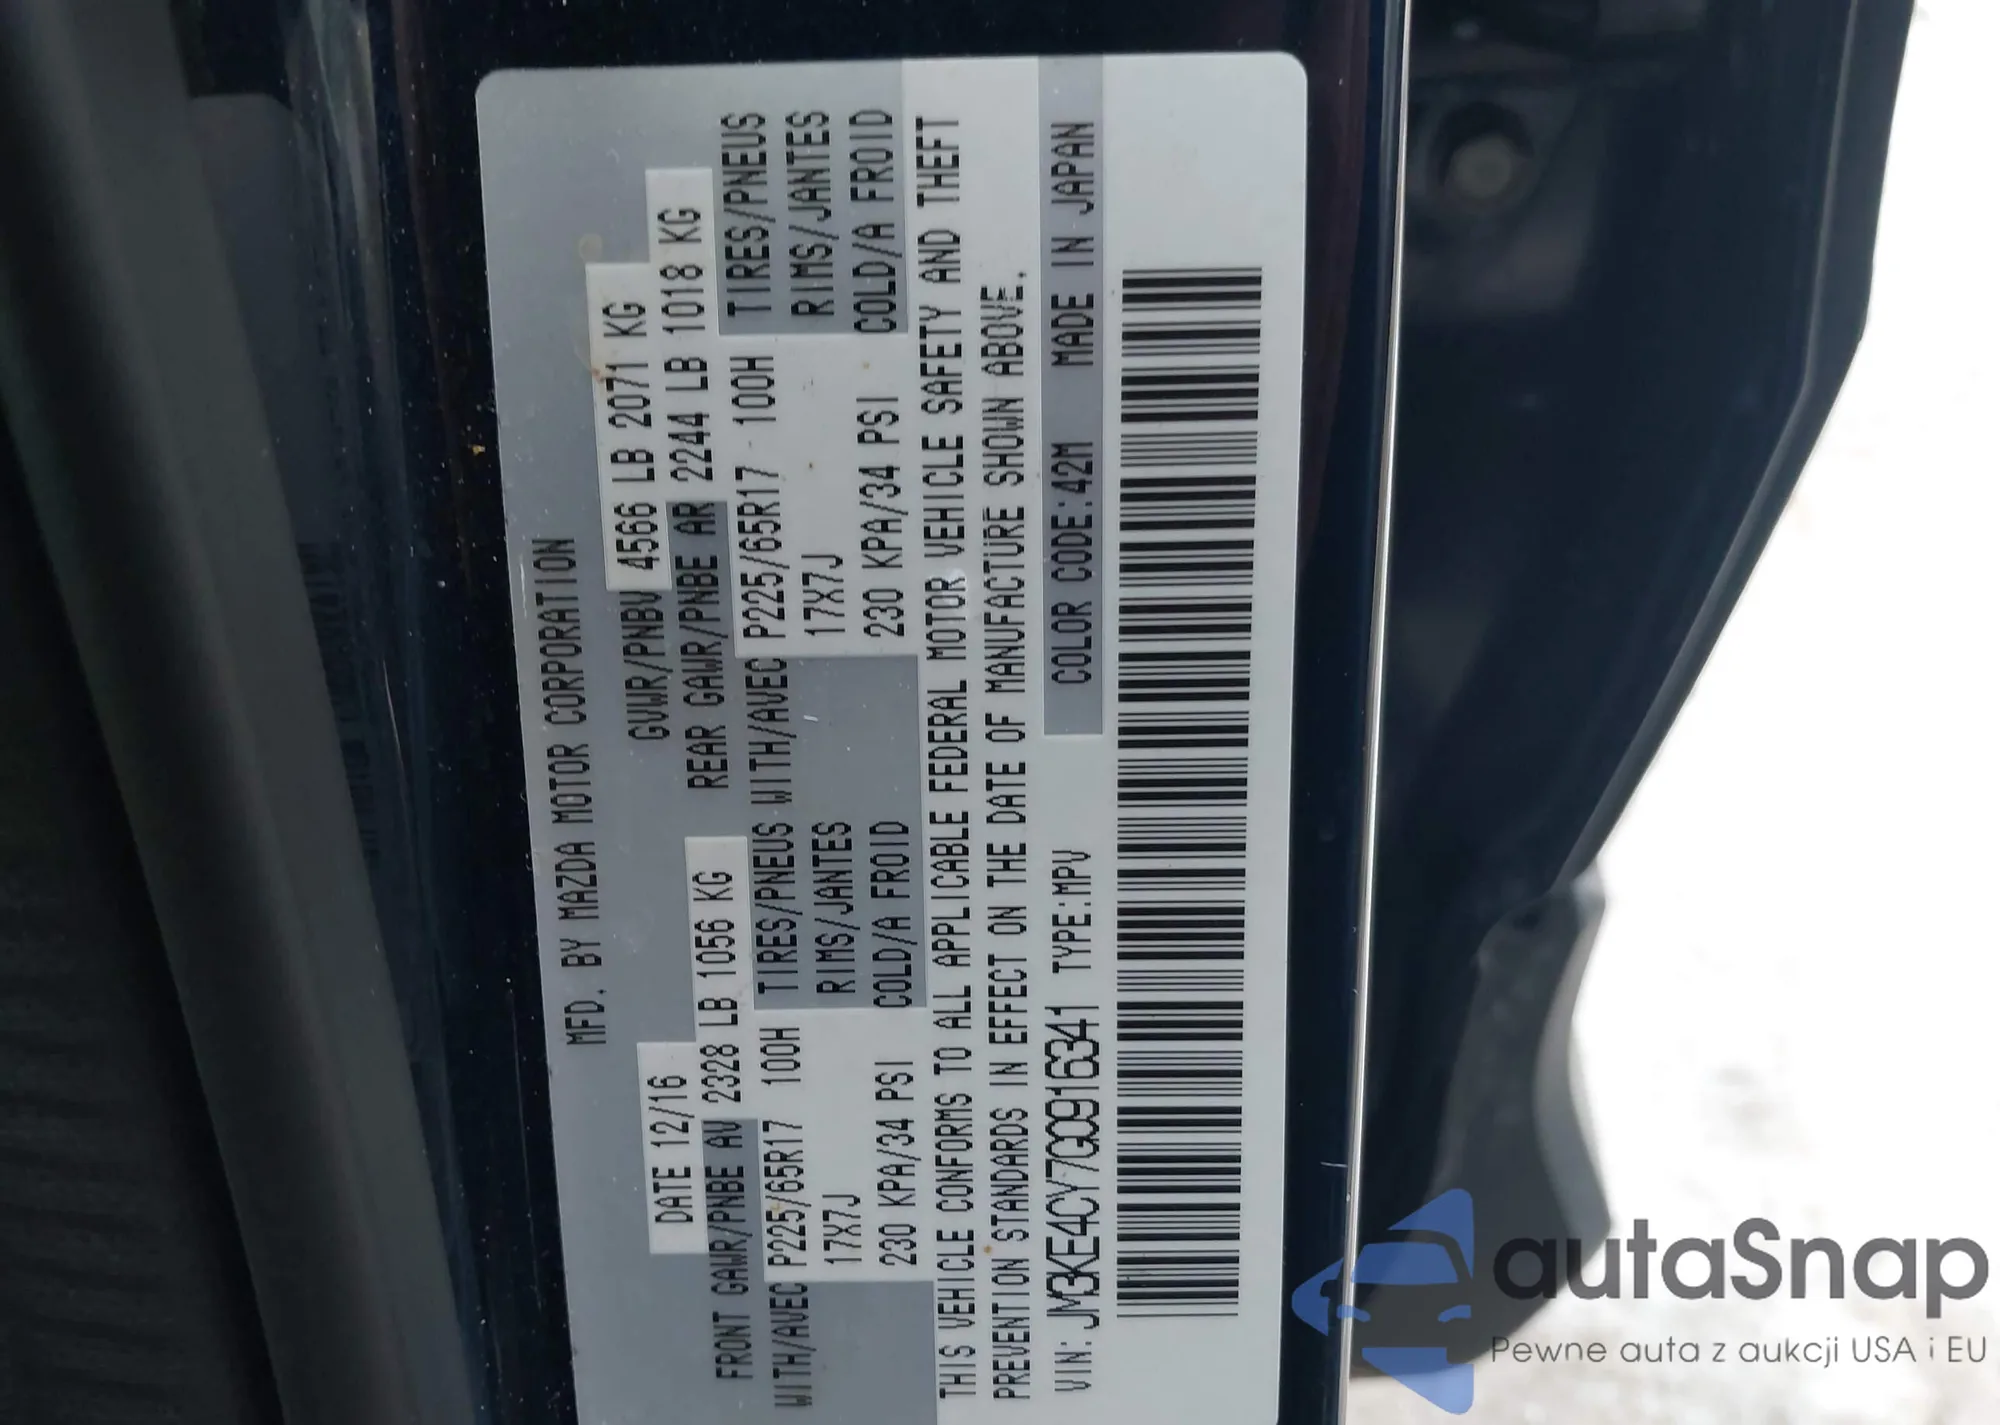 MFD. BY MAZDA MOTOR CORPORATION
DATE 12/16 GVWR/PNBV 4566 LB 2071 KG
FRONT GAWR/PNBE AV 2328 LB 1056 KG REAR GAWR/PNBE AR 2244 LB 1018 KG
WITH/AVEC P225/65R17 100H TIRES/PNEUS WITH/AVEC P225/65R17 100H TIRES/PNEUS
17X7J RIMS/JANTES 17X7J RIMS/JANTES
230 KPA/34 PSI COLD/A FROID 230 KPA/34 PSI COLD/A FROID
THIS VEHICLE CONFORMS TO ALL APPLICABLE FEDERAL MOTOR VEHICLE SAFETY AND THEFT
PREVENTION STANDARDS IN EFFECT ON THE DATE OF MANUFACTURE SHOWN ABOVE.
VIN: JM3KE4CY7G0916341 TYPE:MPV COLOR CODE:42M MADE IN JAPAN
autaSnap
Pewne auta z aukcji USA i EU